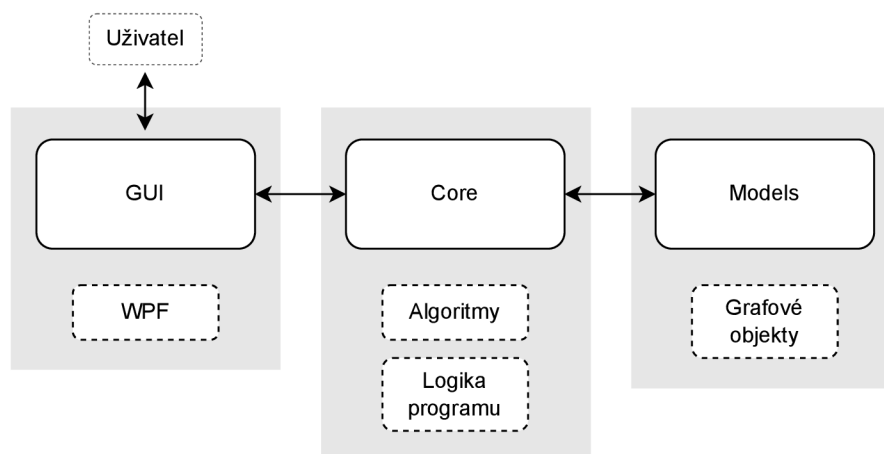 Uživatel
GUI
Core
Models
WPF
Algoritmy
Grafové
objekty
Logika
programu